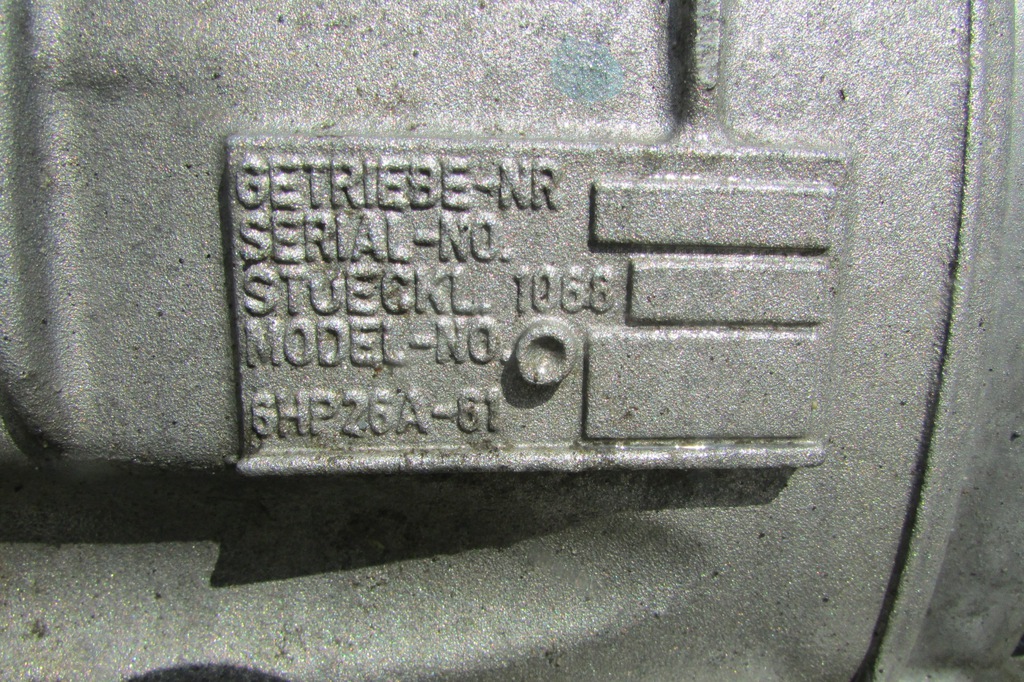 GETRIEBE-NR
SERIAL-NO.
STUECKL. 1068
MODEL-NO.
6HP26A-61